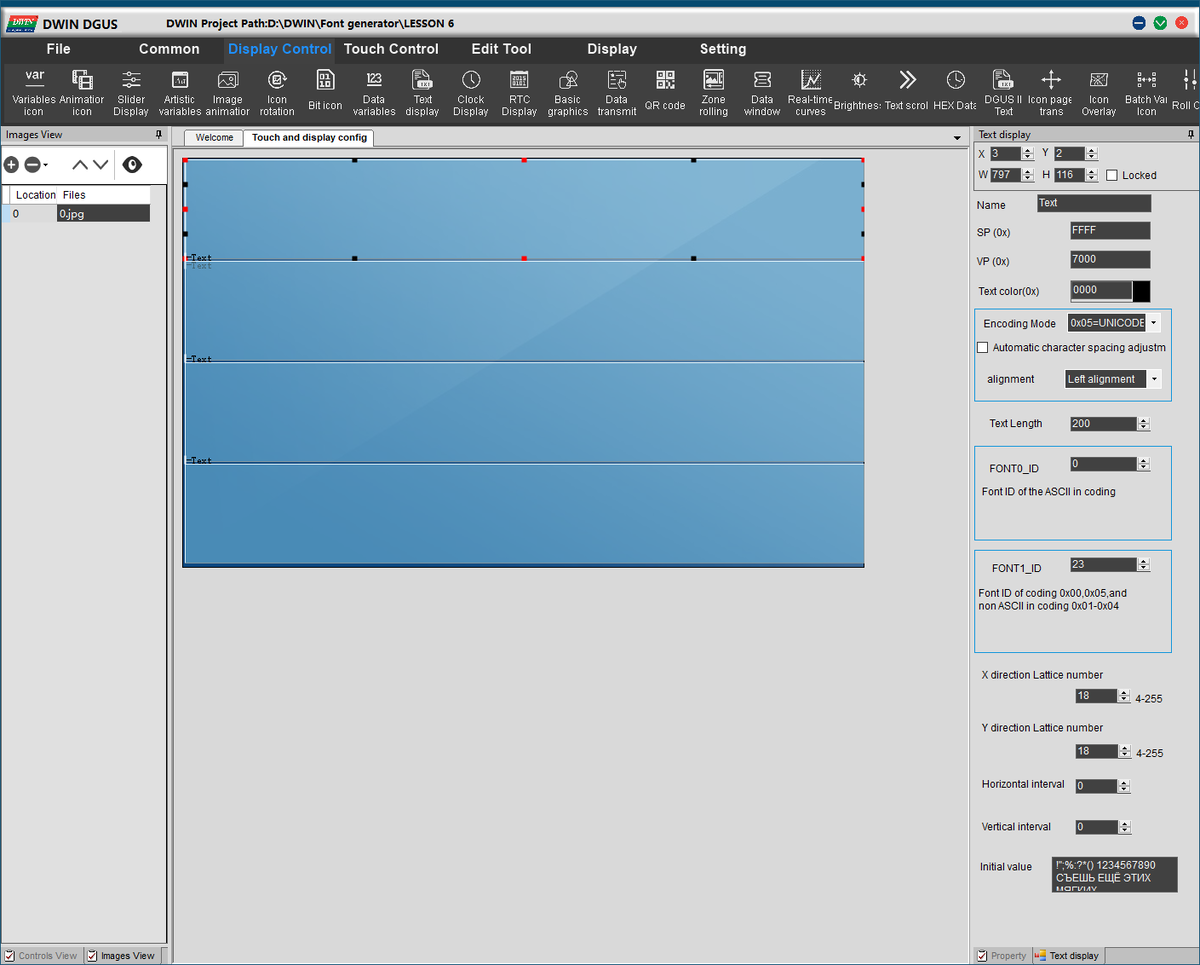 DWIN DGUS
DWIN Project Path:D:\DWIN\Font generator\LESSON 6
File Common Display Control Touch Control Edit Tool Display Setting
Variables icon
Animatior icon
Slider Display
Artistic variables
Image animatior
Icon rotation
Bit icon
Data variables
Text display
Clock Display
RTC Display
Basic graphics
Data transmit
QR code
Zone rolling
Data window
Real-time curves
Brightnes:
Text scrol
HEX Data
DGUS II Text
Icon page trans
Icon Overlay
Batch Var Icon
Roll C
Images View
Location Files
0 0.jpg
Welcome
Touch and display config
Text
Text
Text
Text
Text display
X 3 Y 2
W 797 H 116 Locked
Name Text
SP (0x) FFFF
VP (0x) 7000
Text color(0x) 0000
Encoding Mode 0x05=UNICODE
Automatic character spacing adjustm
alignment Left alignment
Text Length 200
FONT0_ID 0
Font ID of the ASCII in coding
FONT1_ID 23
Font ID of coding 0x00,0x05,and
non ASCII in coding 0x01-0x04
X direction Lattice number
18 4-255
Y direction Lattice number
18 4-255
Horizontal interval 0
Vertical interval 0
Initial value !";%:?*() 1234567890
СЪЕШЬ ЕЩЁ ЭТИХ
МЯГКИХ
Controls View Images View
Property Text display